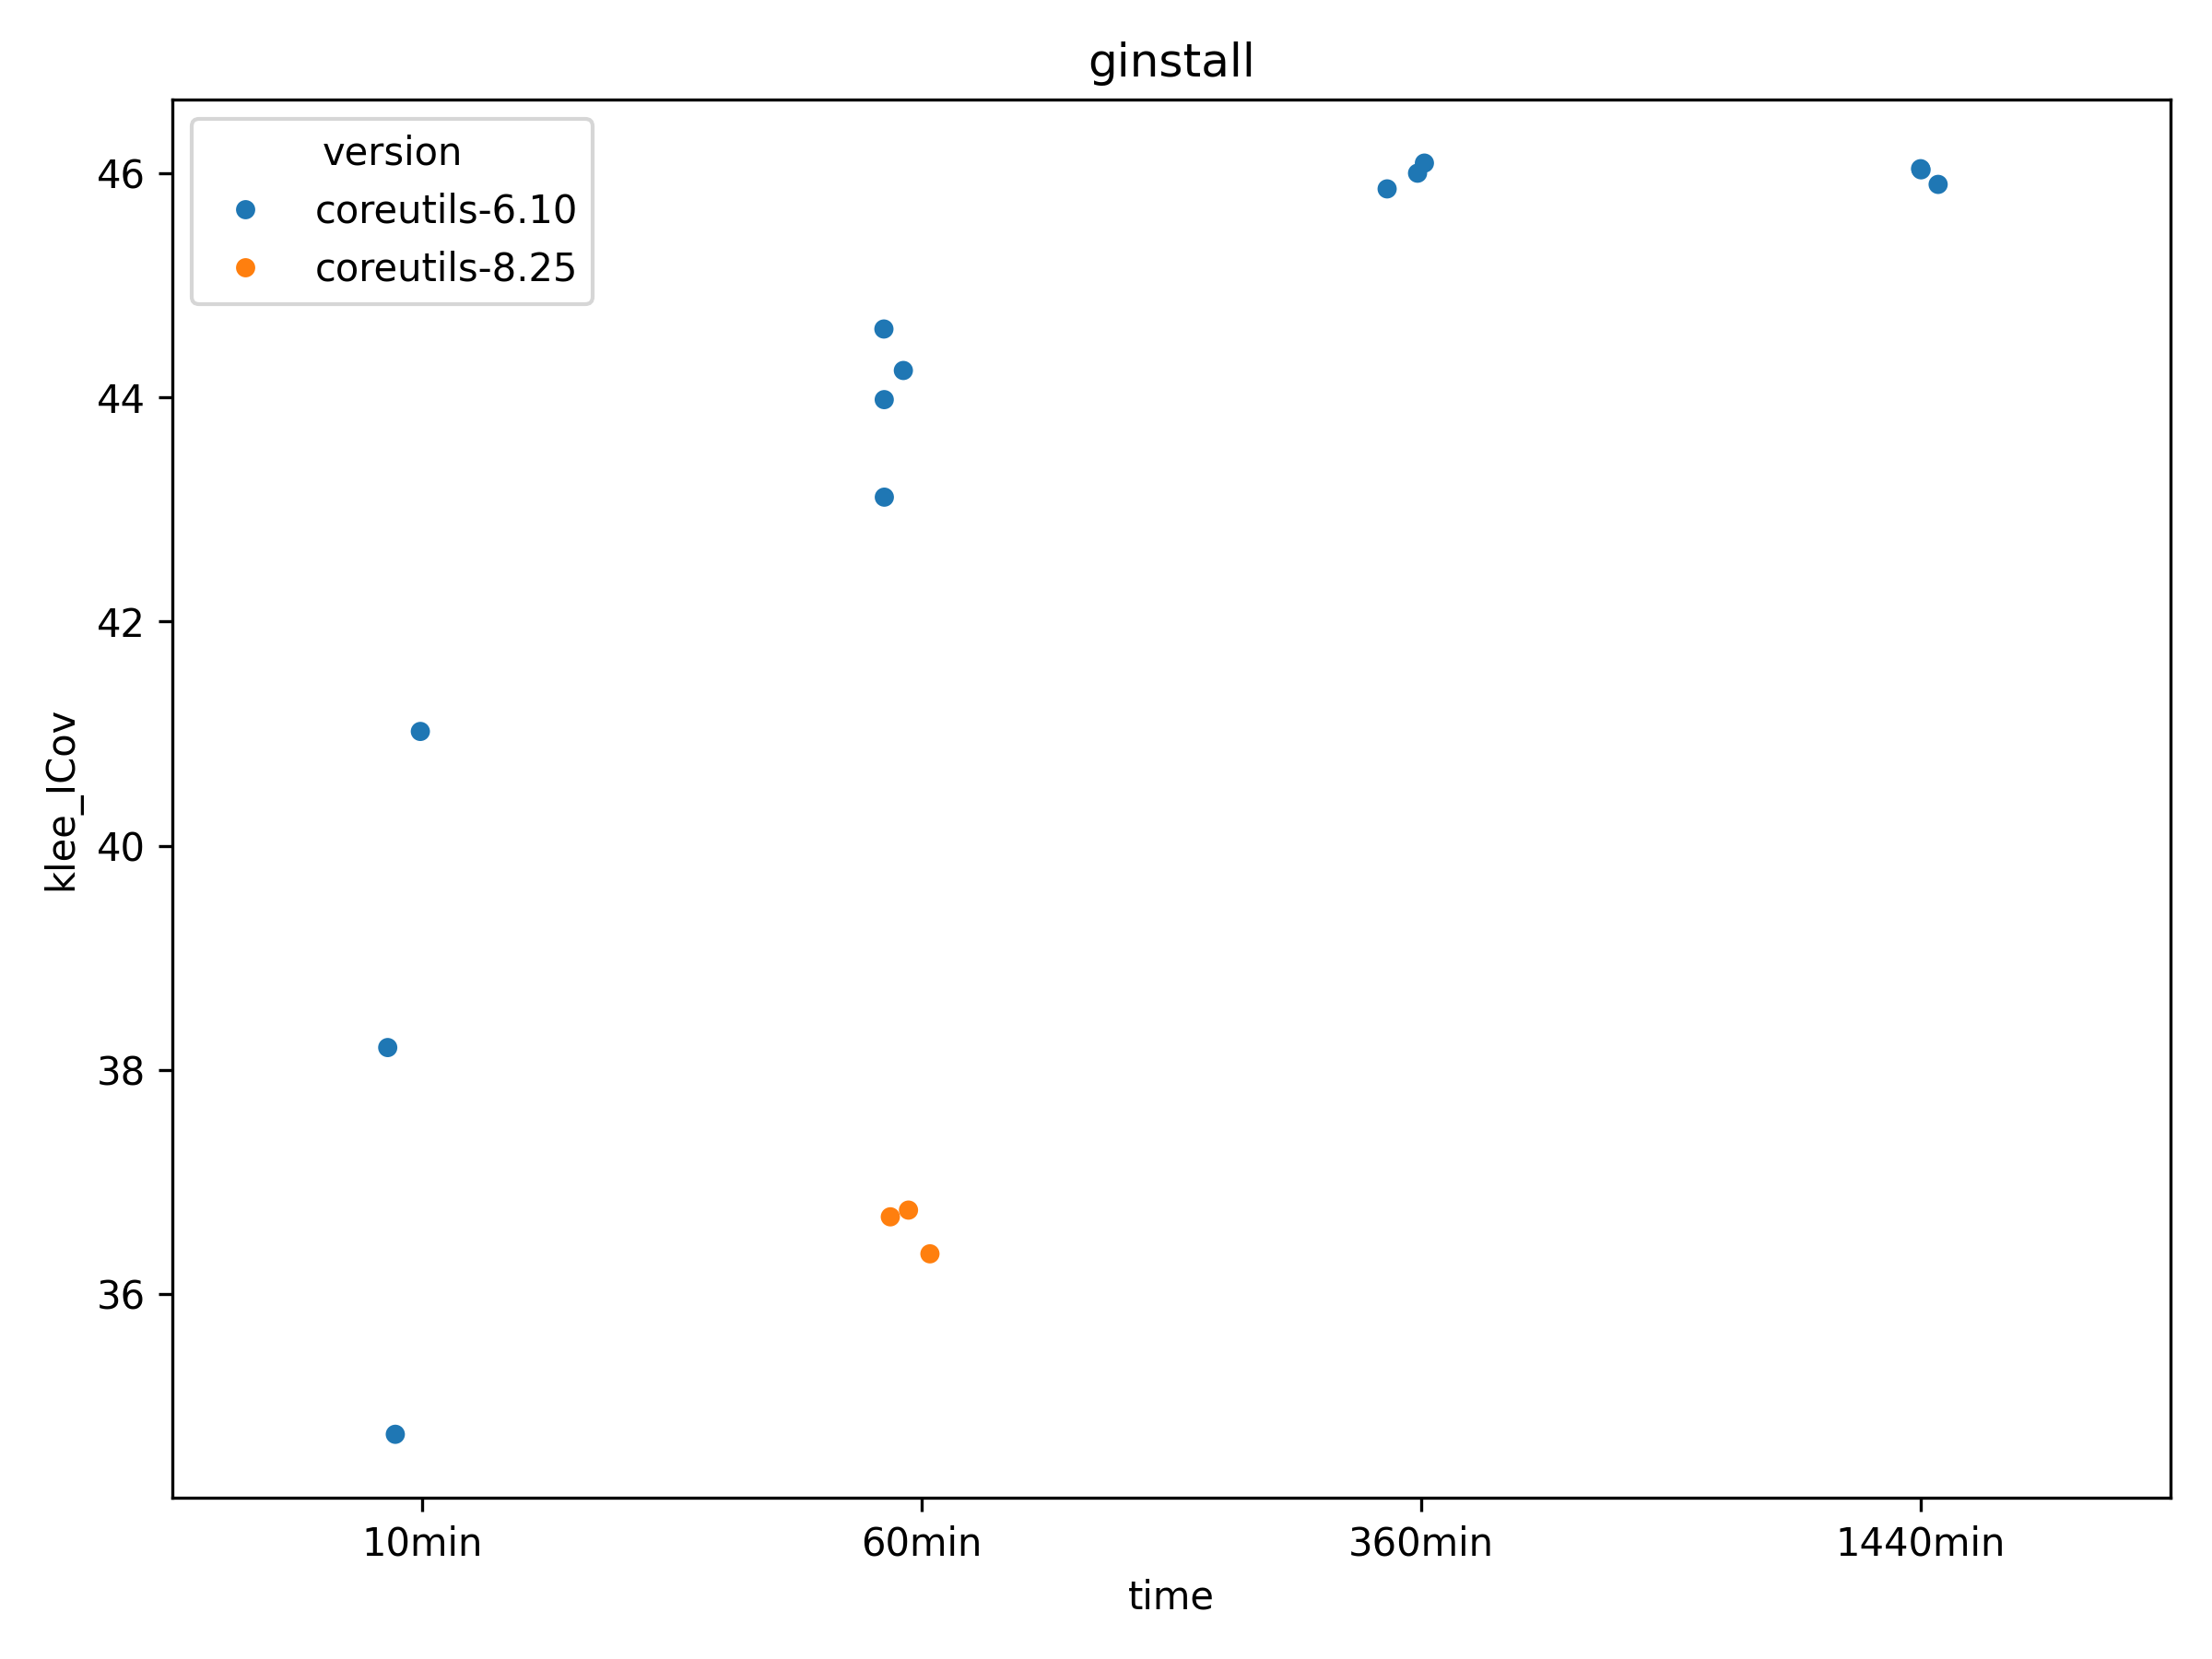 ginstall
version
coreutils-6.10
coreutils-8.25
46
44
42
40
38
36
klee_ICov
10min
60min
360min
1440min
time